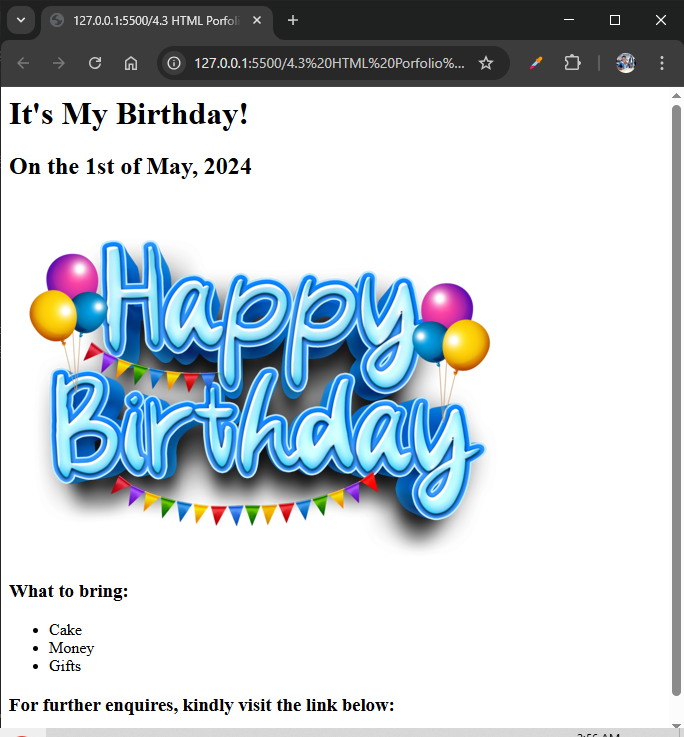 127.0.0.1:5500/4.3 HTML Porfoli
127.0.0.1:5500/4.3%20HTML%20Porfolio%...
It's My Birthday!
On the 1st of May, 2024
Happy
Birthday
What to bring:
• Cake
• Money
• Gifts
For further enquires, kindly visit the link below: